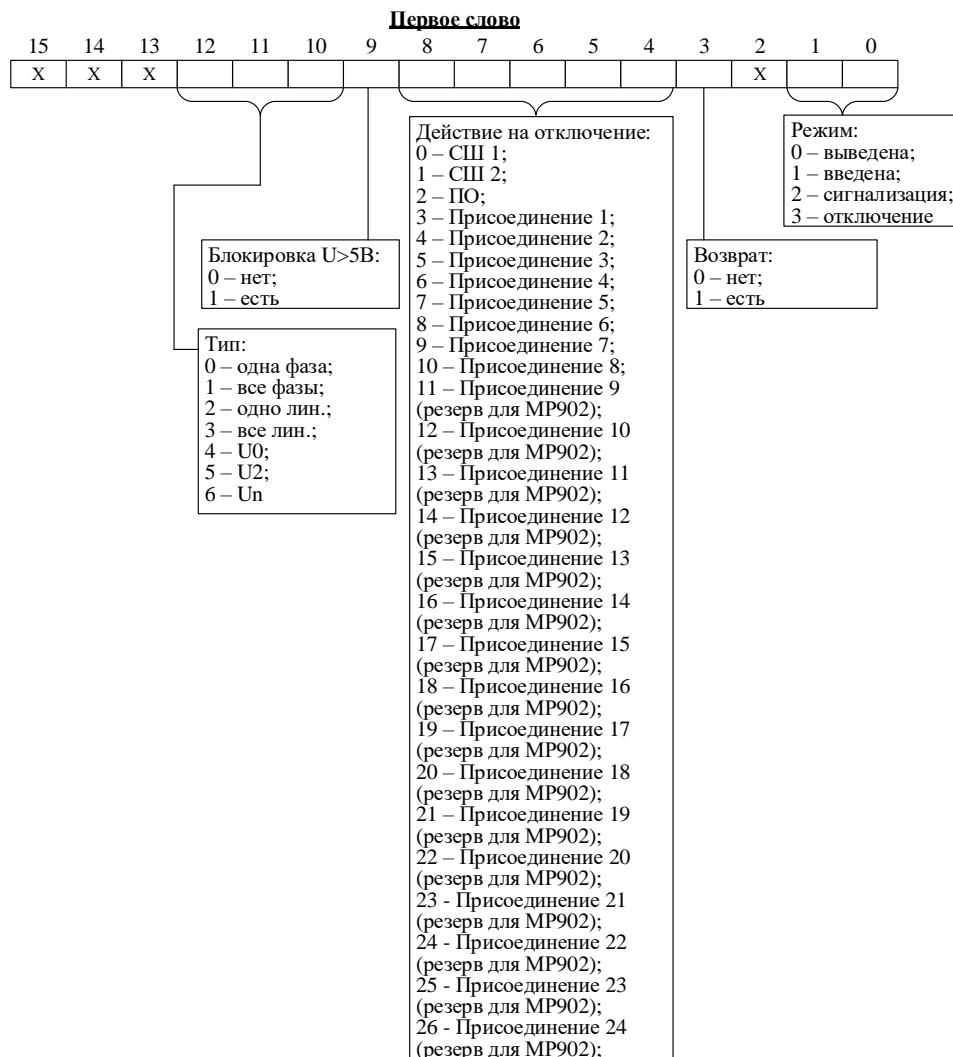 Первое слово
15 14 13 12 11 10 9 8 7 6 5 4 3 2 1 0
X X X X
Действие на отключение:
0 – СШ 1;
1 – СШ 2;
2 – ПО;
3 – Присоединение 1;
4 – Присоединение 2;
5 – Присоединение 3;
6 – Присоединение 4;
7 – Присоединение 5;
8 – Присоединение 6;
9 – Присоединение 7;
10 – Присоединение 8;
11 – Присоединение 9
(резерв для МР902);
12 – Присоединение 10
(резерв для МР902);
13 – Присоединение 11
(резерв для МР902);
14 – Присоединение 12
(резерв для МР902);
15 – Присоединение 13
(резерв для МР902);
16 – Присоединение 14
(резерв для МР902);
17 – Присоединение 15
(резерв для МР902);
18 – Присоединение 16
(резерв для МР902);
19 – Присоединение 17
(резерв для МР902);
20 – Присоединение 18
(резерв для МР902);
21 – Присоединение 19
(резерв для МР902);
22 – Присоединение 20
(резерв для МР902);
23 - Присоединение 21
(резерв для МР902);
24 - Присоединение 22
(резерв для МР902);
25 - Присоединение 23
(резерв для МР902);
26 - Присоединение 24
(резерв для МР902);
Режим:
0 – выведена;
1 – введена;
2 – сигнализация;
3 – отключение
Блокировка U>5В:
0 – нет;
1 – есть
Возврат:
0 – нет;
1 – есть
Тип:
0 – одна фаза;
1 – все фазы;
2 – одно лин.;
3 – все лин.;
4 – U0;
5 – U2;
6 – Un